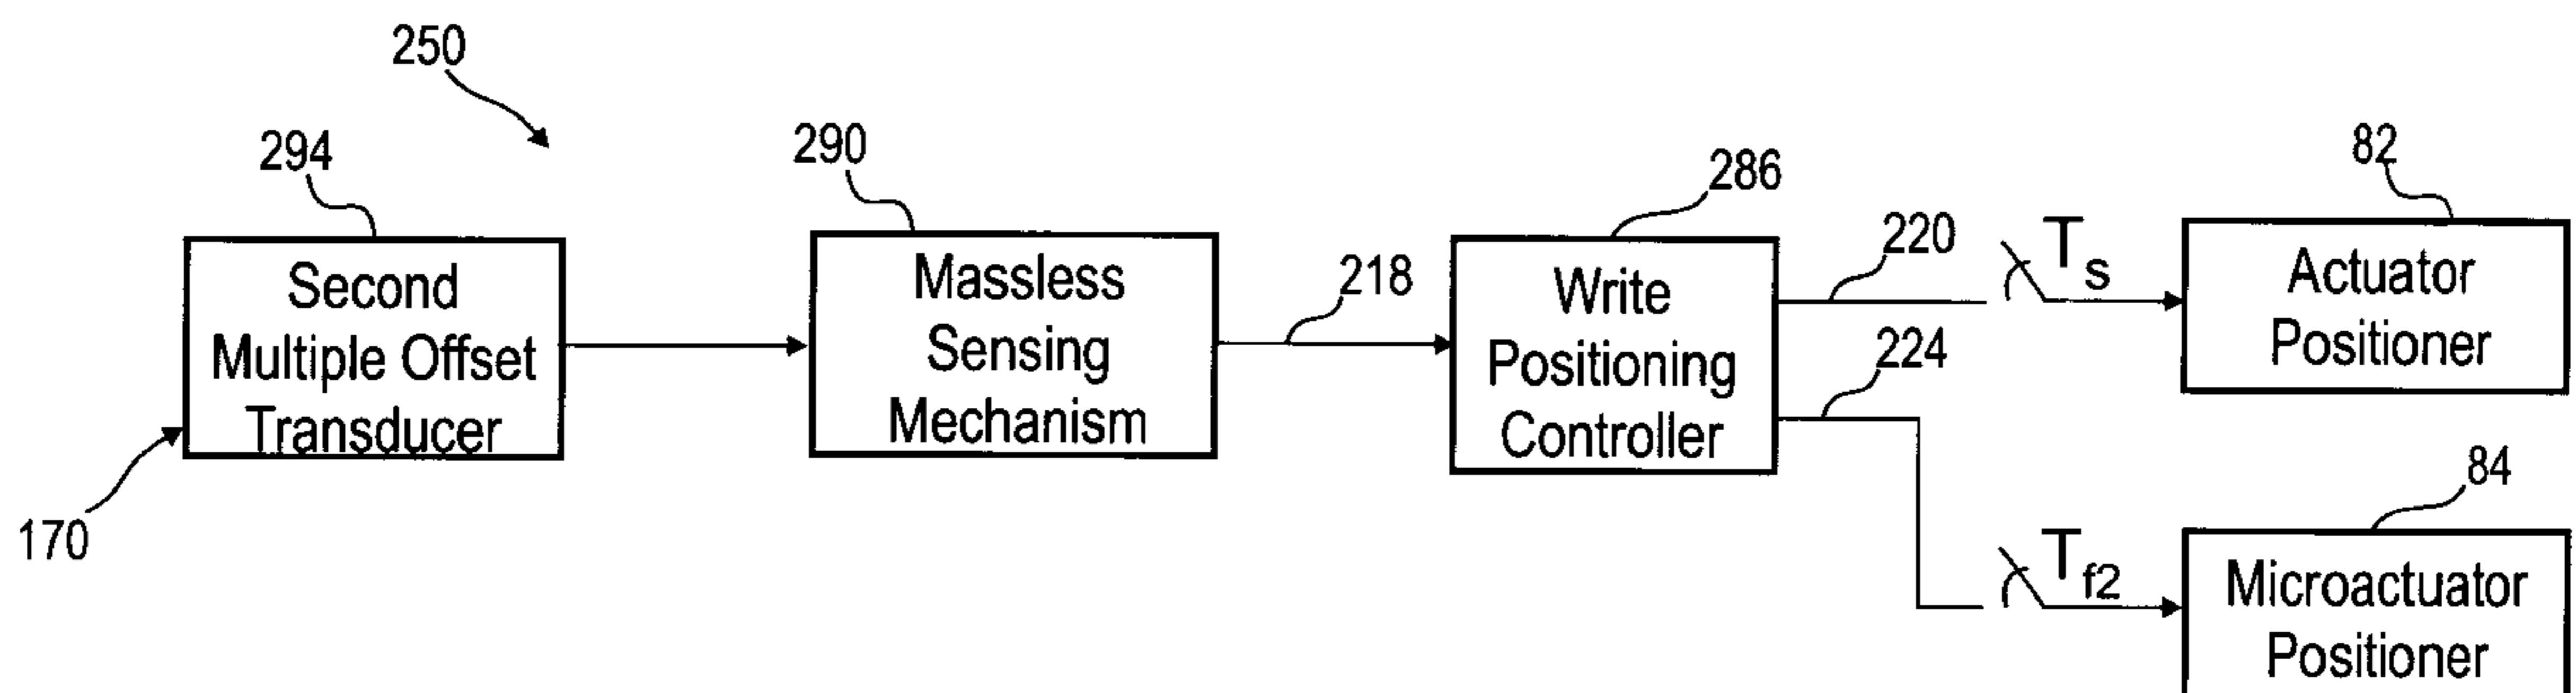 250
294
Second
Multiple Offset
Transducer
170
290
Massless
Sensing
Mechanism
218
286
Write
Positioning
Controller
220
224
Ts
82
Actuator
Positioner
Tf2
84
Microactuator
Positioner